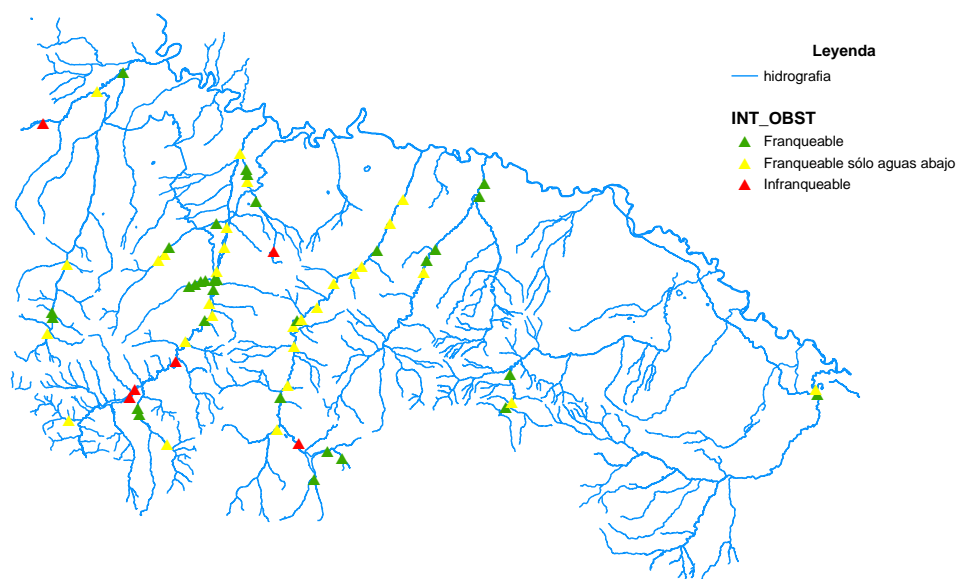 Leyenda
hidrografia
INT_OBST
Franqueable
Franqueable sólo aguas abajo
Infranqueable